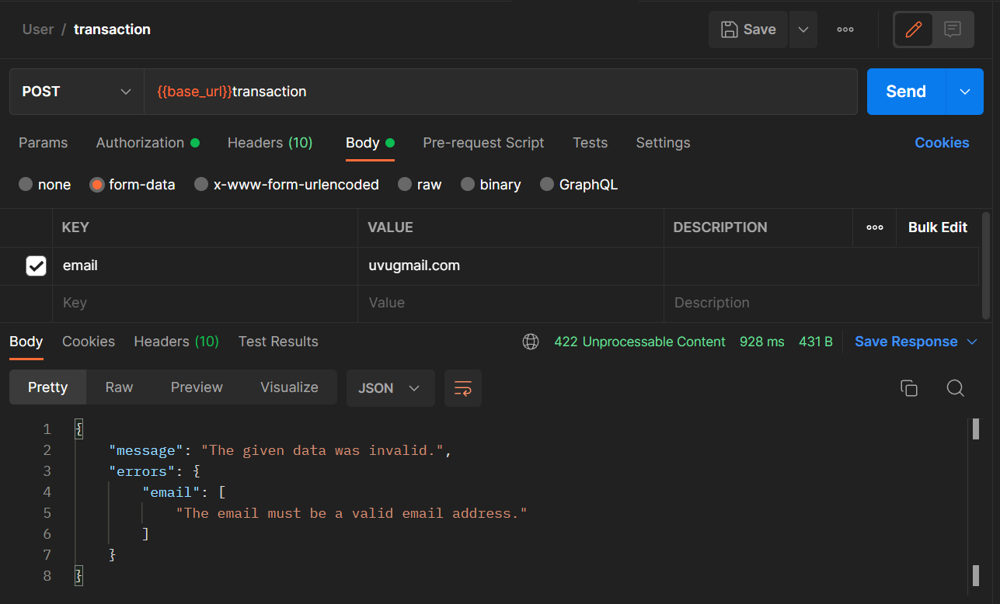 User / transaction
Save
POST
{{base_url}}transaction
Send
Params Authorization Headers (10) Body Pre-request Script Tests Settings Cookies
none form-data x-www-form-urlencoded raw binary GraphQL
KEY VALUE DESCRIPTION Bulk Edit
email uvugmail.com
Key Value Description
Body Cookies Headers (10) Test Results 422 Unprocessable Content 928 ms 431 B Save Response
Pretty Raw Preview Visualize JSON
1 {
2 "message": "The given data was invalid.",
3 "errors": {
4 "email": [
5 "The email must be a valid email address."
6 ]
7 }
8 }